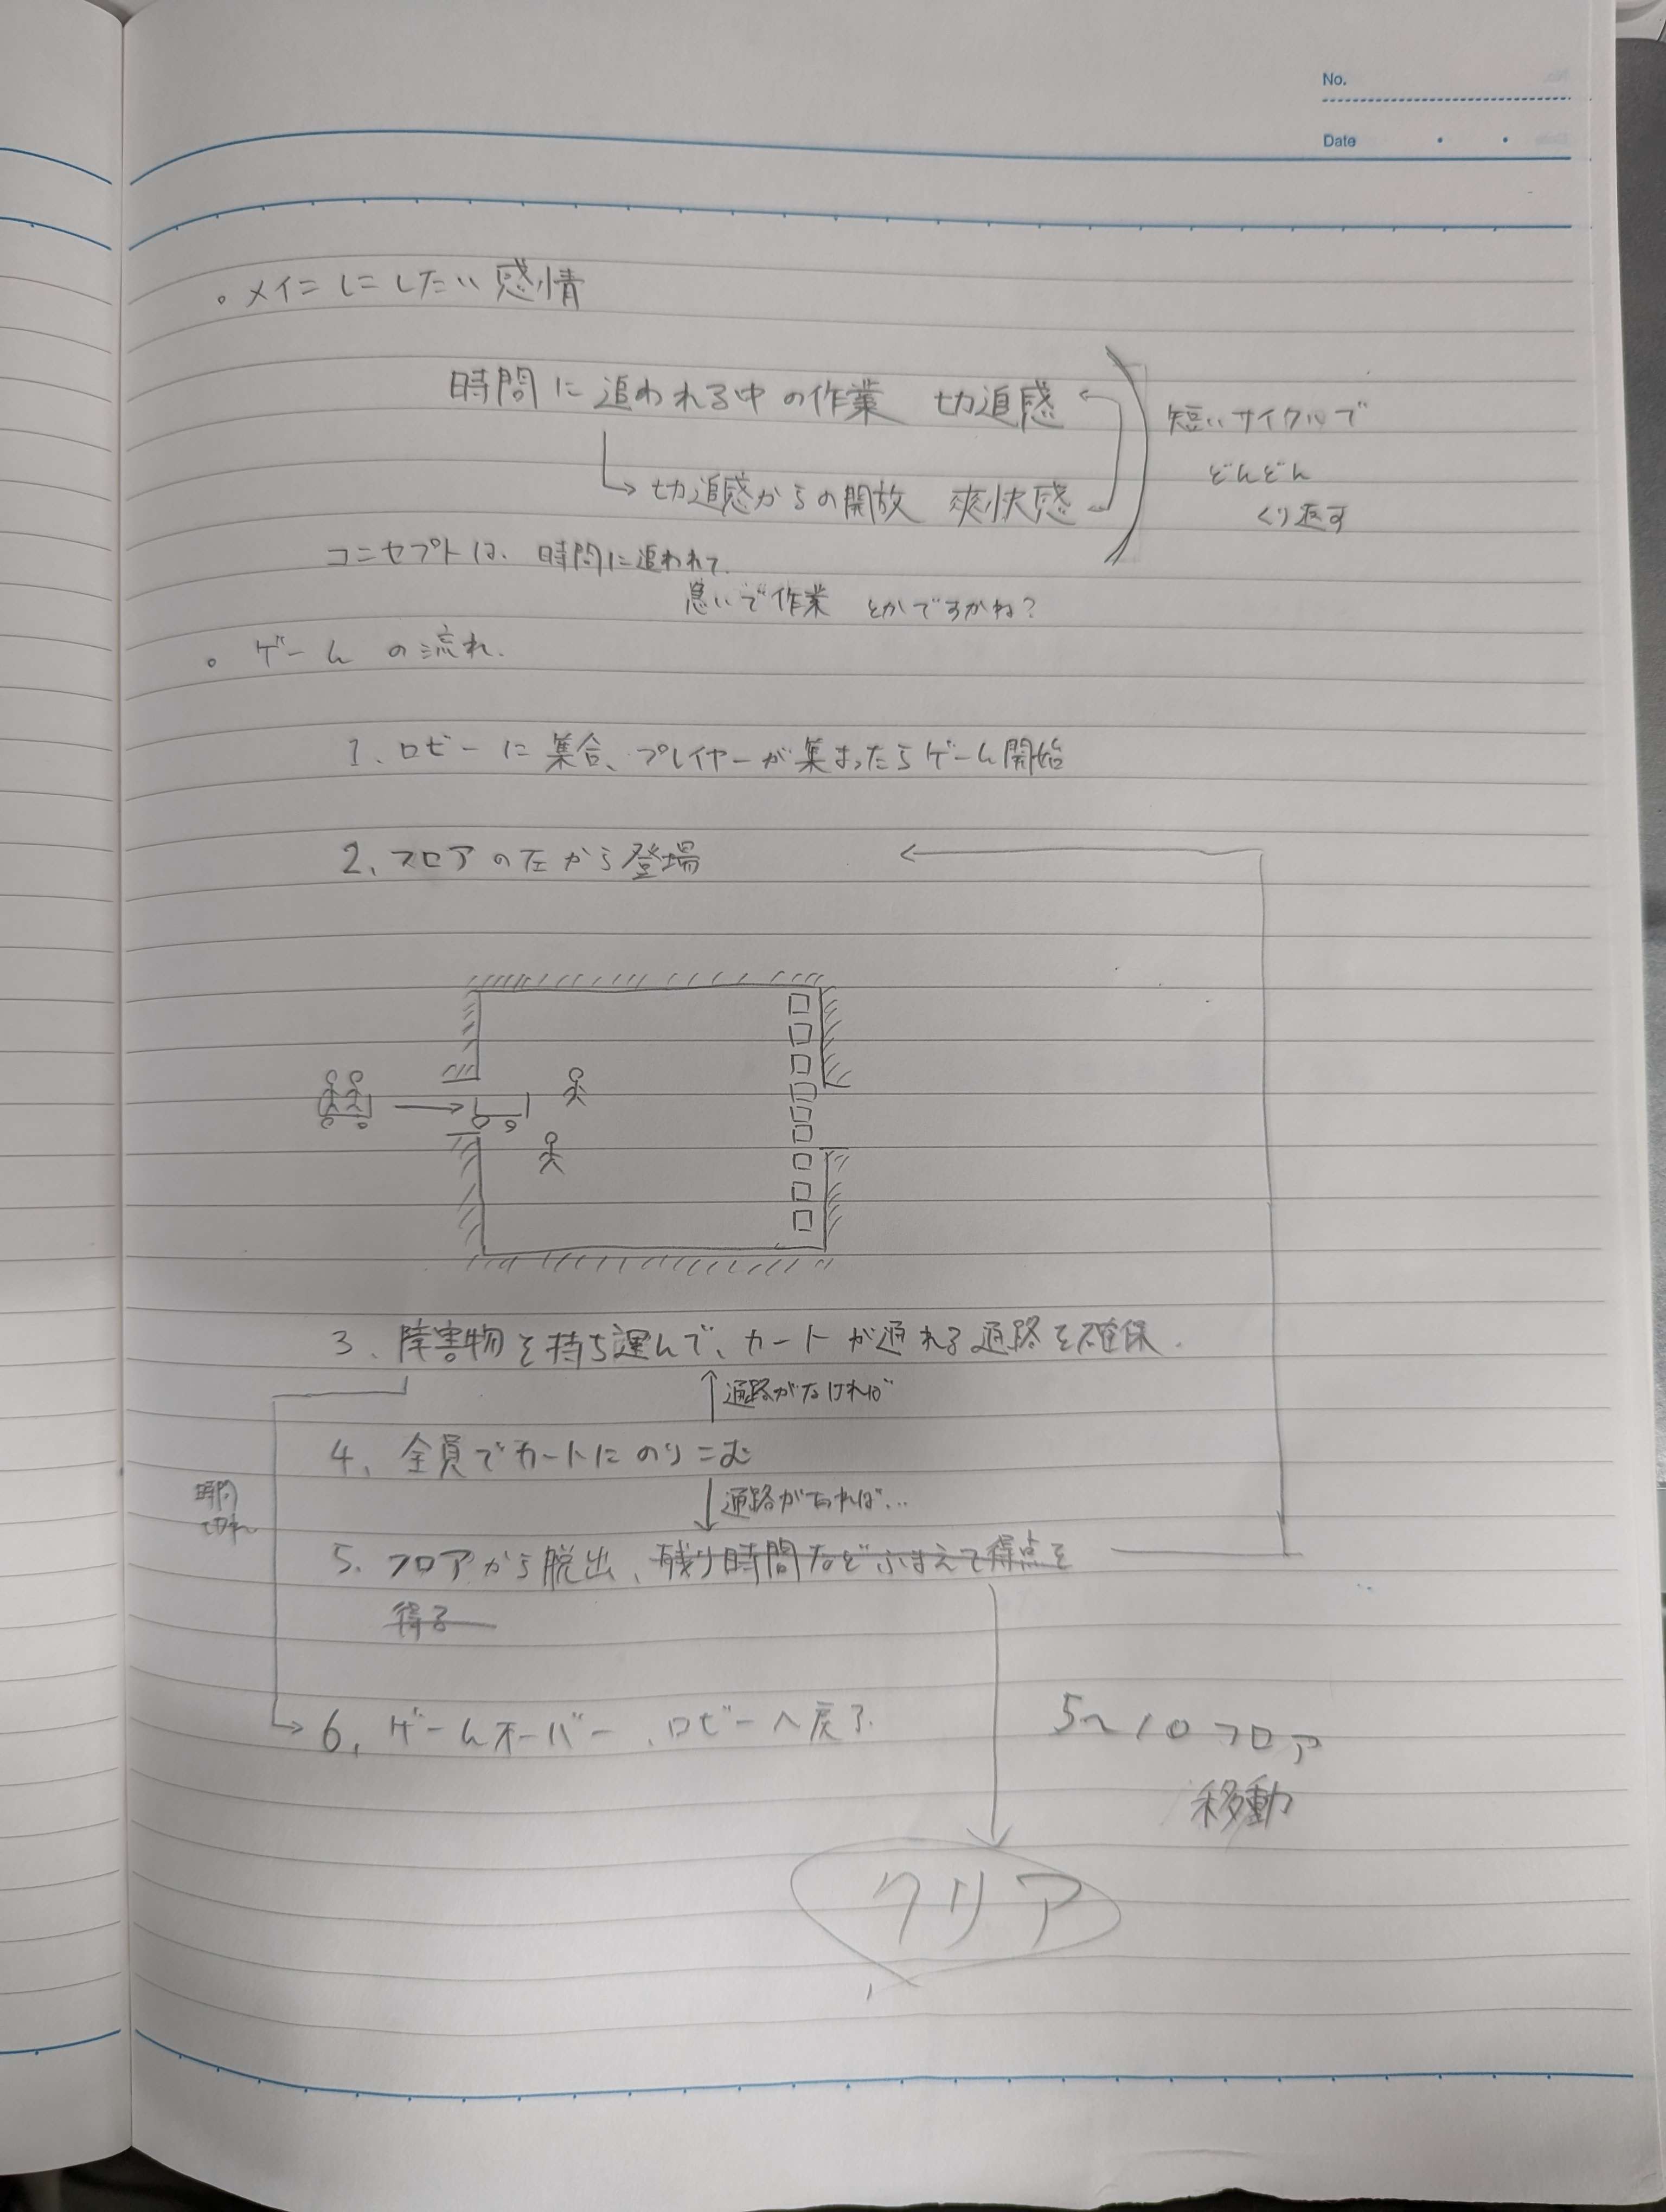 No.
Date
。メインにしたい感情
時間に追われる中の作業 切迫感
短いサイクルで
どんどん
くり返す
切迫感からの開放 爽快感
コンセプトは、時間に追われて、
急いで作業 とかですかね?
。ゲームの流れ.
1. ロビーに集合、プレイヤーが集まったらゲーム開始
2、フロアの左から登場
3、障害物を持ち運んで、カートが通れる通路を確保.
通路がなければ
4、全員でカートにのりこむ
時間
切れ
通路があれば...
5. フロアから脱出、残り時間などふまえて得点を
得る
6. ゲームオーバー、ロビーへ戻る.
5〜10フロア
移動
クリア